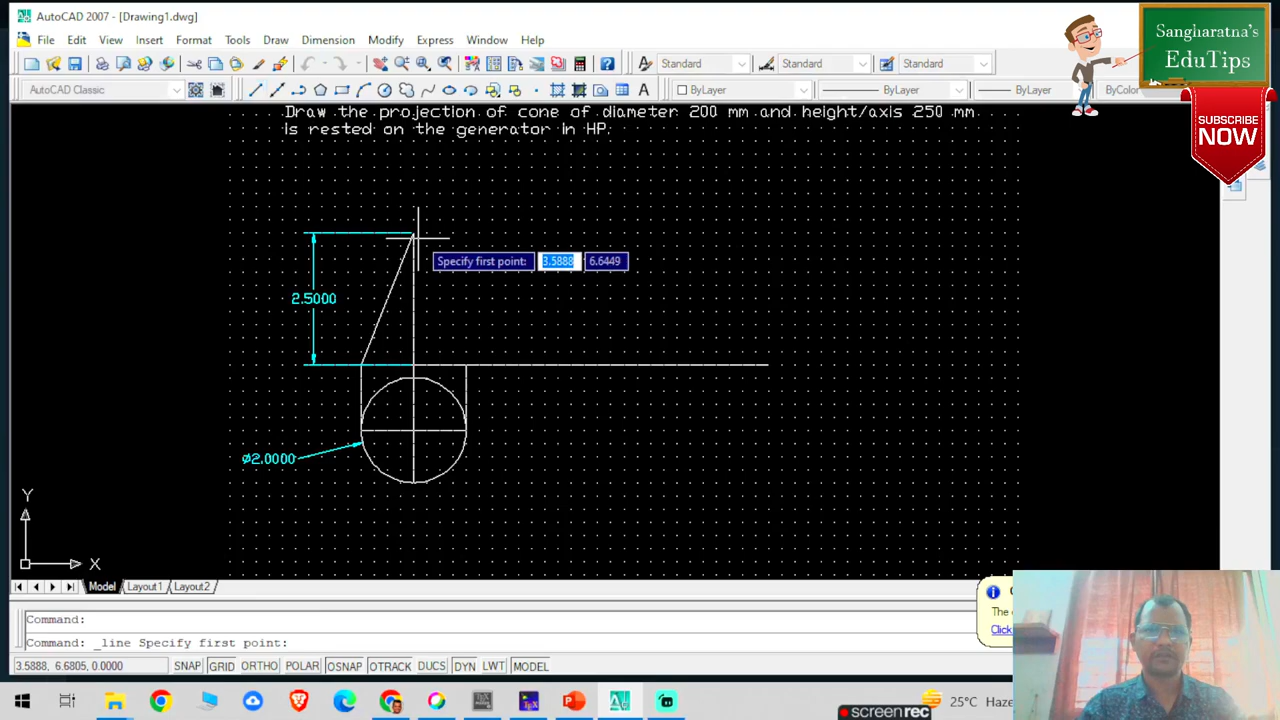 AutoCAD 2007 - [Drawing1.dwg]
File Edit View Insert Format Tools Draw Dimension Modify Express Window Help
Standard Standard Standard
AutoCAD Classic ByLayer ByLayer ByLayer ByColor
Sangharatna's
EduTips
SUBSCRIBE
NOW
Draw the projection of cone of diameter 200 mm and height/axis 250 mm
is rested on the generator in HP.
Specify first point: 3.5888 6.6449
2.5000
ø2.0000
Y
X
Model Layout1 Layout2
Command:
Command: _line Specify first point:
The
Click
3.5888, 6.6805, 0.0000 SNAP GRID ORTHO POLAR OSNAP OTRACK DUCS DYN LWT MODEL
25°C Haze
screenrec